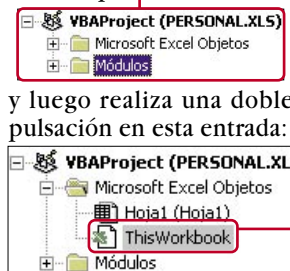 VBAProject (PERSONAL.XLS)
Microsoft Excel Objetos
Módulos
y luego realiza una doble
pulsación en esta entrada:
VBAProject (PERSONAL.XL
Microsoft Excel Objetos
Hoja1 (Hoja1)
ThisWorkbook
Módulos